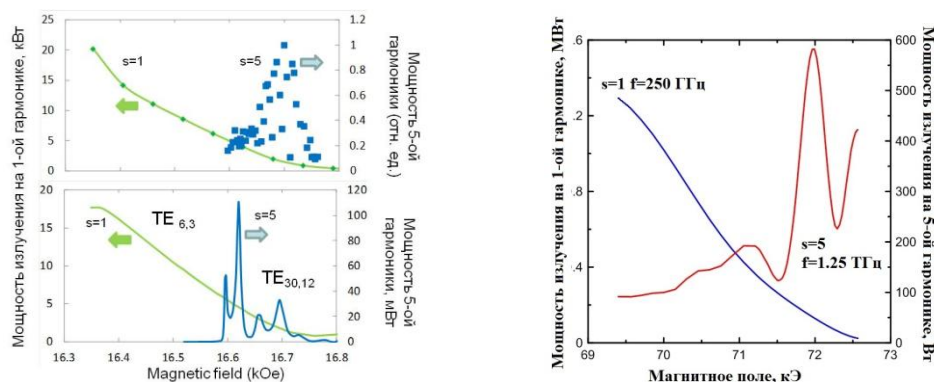 Мощность излучения на 1-ой гармонике, кВт
25
20
15
10
5
0
s=1
s=5
1.2
1
0.8
0.6
0.4
0.2
0
Мощность 5-ой
гармоники (отн. ед.)
20
15
10
5
0
s=1
TE 6,3
s=5
TE30,12
120
100
80
60
40
20
0
Мощность 5-ой
гармоники, мВт
16.3 16.4 16.5 16.6 16.7 16.8
Magnetic field (kOe)
Мощность излучения на 1-ой гармонике, МВт
.6
.2
.8
.4
0
s=1 f=250 ГГц
s=5
f=1.25 ТГц
600
500
400
300
200
100
0
Мощность излучения на 5-ой гармонике, Вт
69 70 71 72 73
Магнитное поле, кЭ